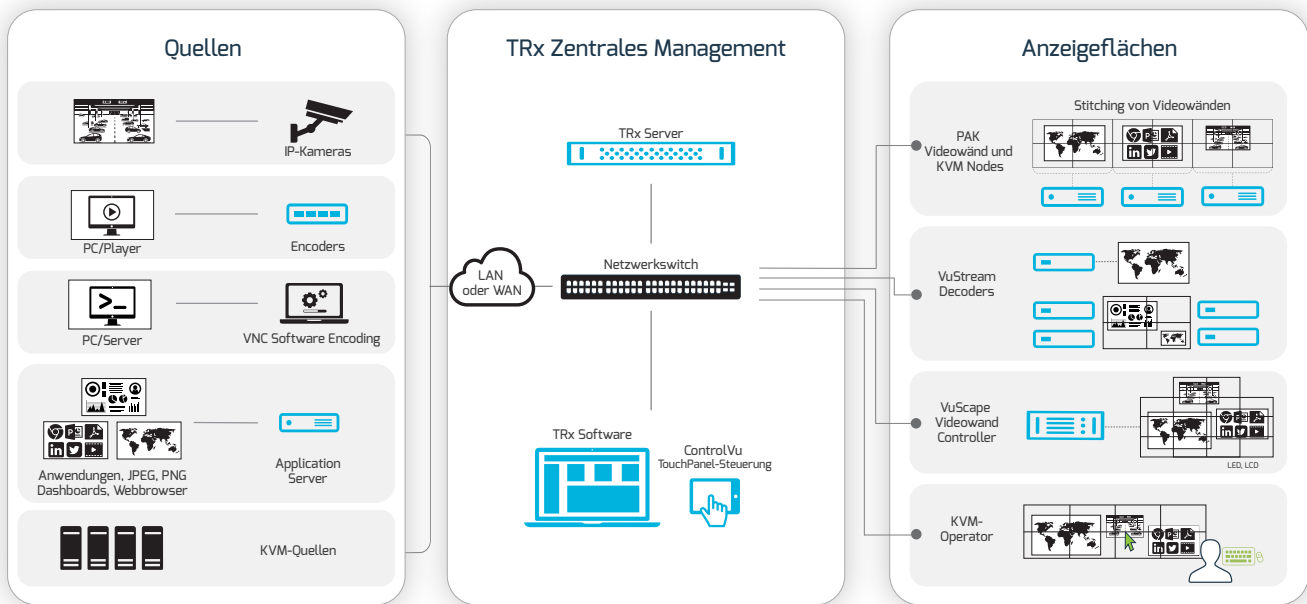 Quellen
IP-Kameras
PC/Player
Encoders
PC/Server
VNC Software Encoding
Anwendungen, JPEG, PNG
Dashboards, Webbrowser
Application
Server
KVM-Quellen
LAN
oder WAN
TRx Zentrales Management
TRx Server
Netzwerkswitch
TRx Software
ControlVu
TouchPanel-Steuerung
Anzeigeflächen
Stitching von Videowänden
PAK
Videowänd und
KVM Nodes
VuStream
Decoders
VuScape
Videowand
Controller
LED, LCD
KVM-
Operator